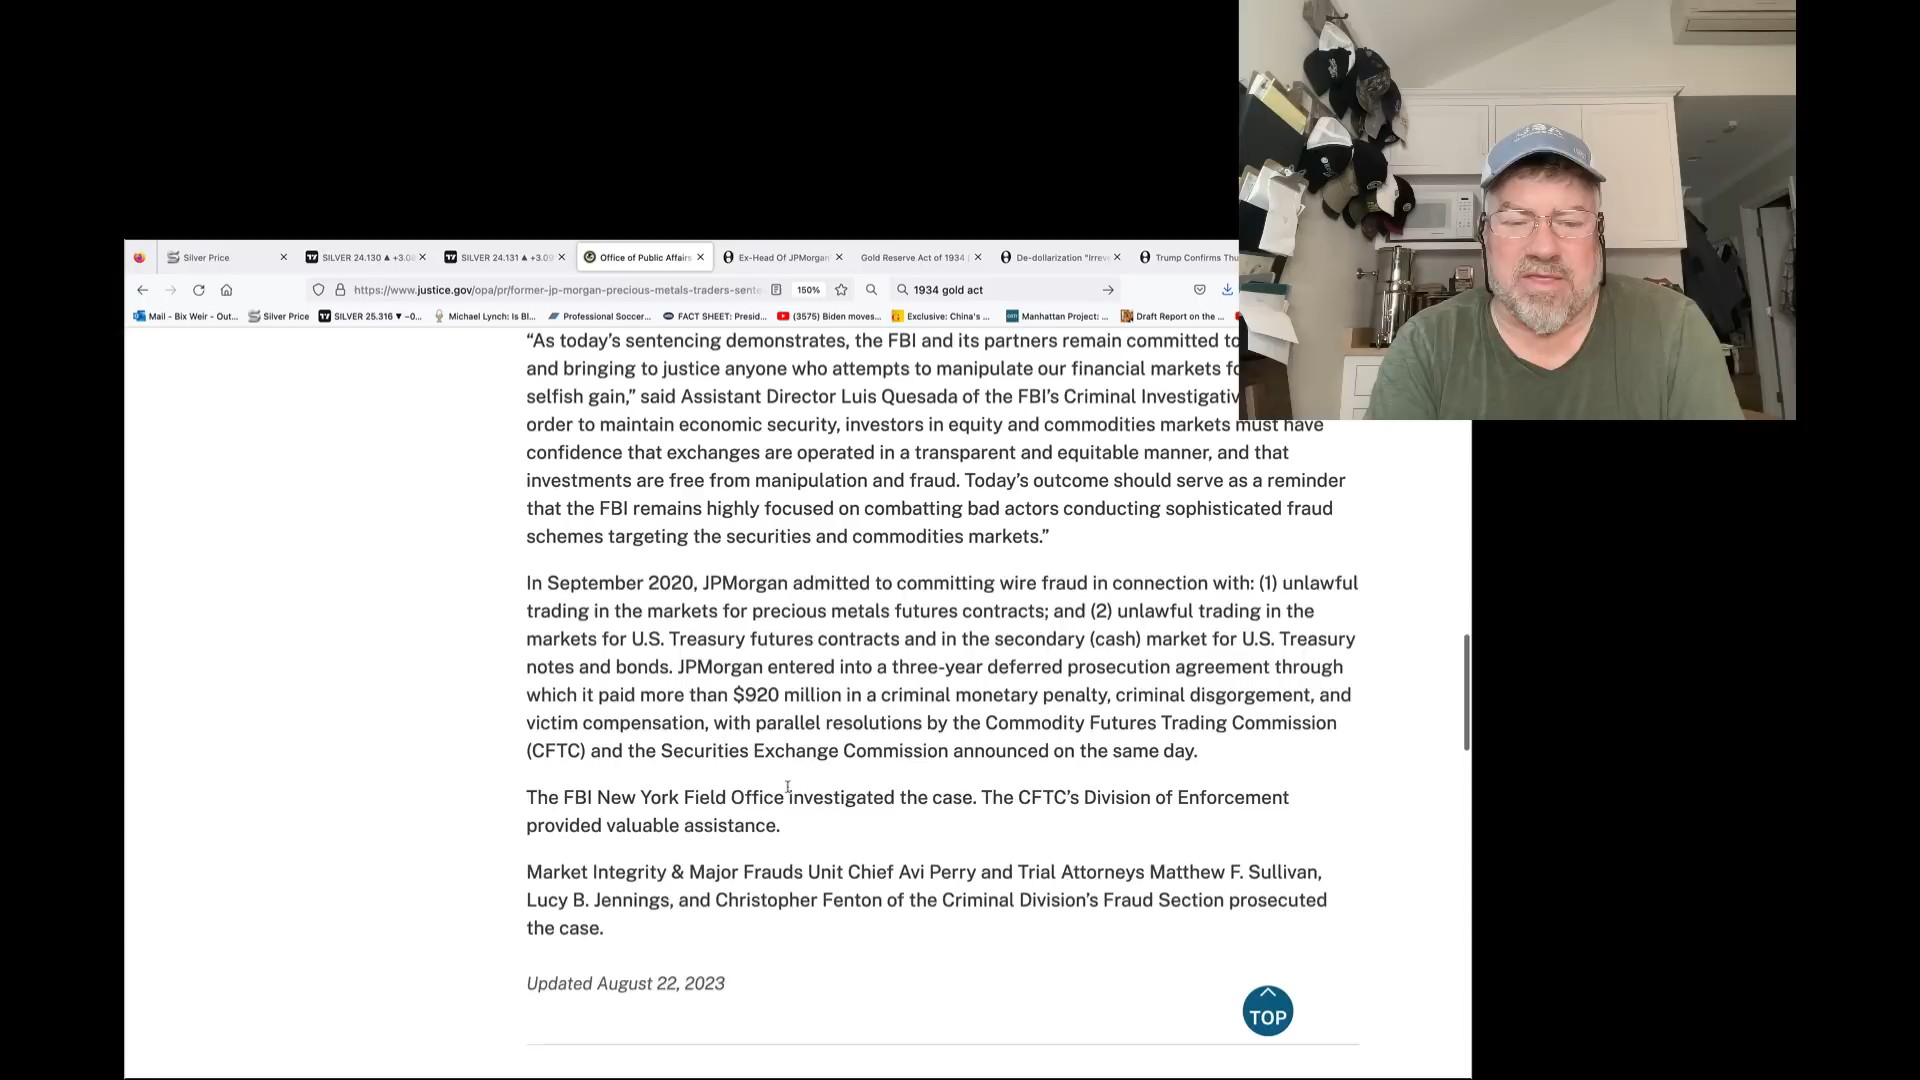 Silver Price
SILVER 24.130 ▲ +3.0
SILVER 24.131 ▲ +3.0
Office of Public Affairs
Ex-Head Of JPMorgan
Gold Reserve Act of 1934
De-dollarization "Irrev
Trump Confirms Thu
https://www.justice.gov/opa/pr/former-jp-morgan-precious-metals-traders-sente
150%
1934 gold act
Mail - Bix Weir - Out...
Silver Price
SILVER 25.316 ▼ −0...
Michael Lynch: Is Bl...
Professional Soccer...
FACT SHEET: Presid...
(3575) Biden moves...
Exclusive: China's ...
Manhattan Project: ...
Draft Report on the ...
“As today’s sentencing demonstrates, the FBI and its partners remain committed to
and bringing to justice anyone who attempts to manipulate our financial markets fo
selfish gain,” said Assistant Director Luis Quesada of the FBI’s Criminal Investigativ
order to maintain economic security, investors in equity and commodities markets must have
confidence that exchanges are operated in a transparent and equitable manner, and that
investments are free from manipulation and fraud. Today’s outcome should serve as a reminder
that the FBI remains highly focused on combatting bad actors conducting sophisticated fraud
schemes targeting the securities and commodities markets.”
In September 2020, JPMorgan admitted to committing wire fraud in connection with: (1) unlawful
trading in the markets for precious metals futures contracts; and (2) unlawful trading in the
markets for U.S. Treasury futures contracts and in the secondary (cash) market for U.S. Treasury
notes and bonds. JPMorgan entered into a three-year deferred prosecution agreement through
which it paid more than $920 million in a criminal monetary penalty, criminal disgorgement, and
victim compensation, with parallel resolutions by the Commodity Futures Trading Commission
(CFTC) and the Securities Exchange Commission announced on the same day.
The FBI New York Field Office investigated the case. The CFTC’s Division of Enforcement
provided valuable assistance.
Market Integrity & Major Frauds Unit Chief Avi Perry and Trial Attorneys Matthew F. Sullivan,
Lucy B. Jennings, and Christopher Fenton of the Criminal Division’s Fraud Section prosecuted
the case.
Updated August 22, 2023
TOP